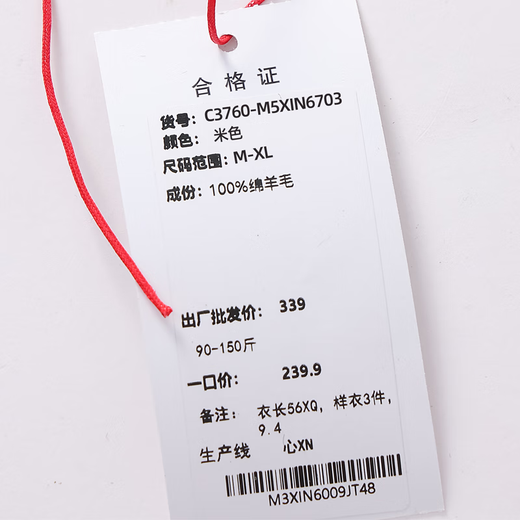 合格证
货号: C3760-M5XIN6703
颜色: 米色
尺码范围: M-XL
成份: 100%绵羊毛
出厂批发价: 339
90-150斤
一口价: 239.9
备注: 衣长56XQ, 样衣3件,
9.4
生产线 心XN
M3XIN6009JT48